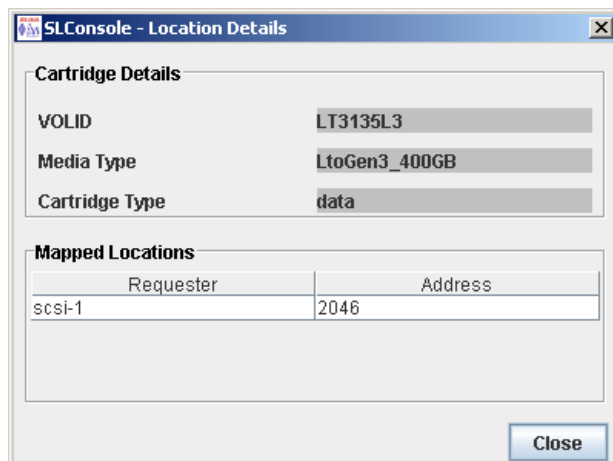 SLConsole - Location Details
Cartridge Details
VOLID LT3135L3
Media Type LtoGen3_400GB
Cartridge Type data
Mapped Locations
Requester Address
scsi-1 2046
Close